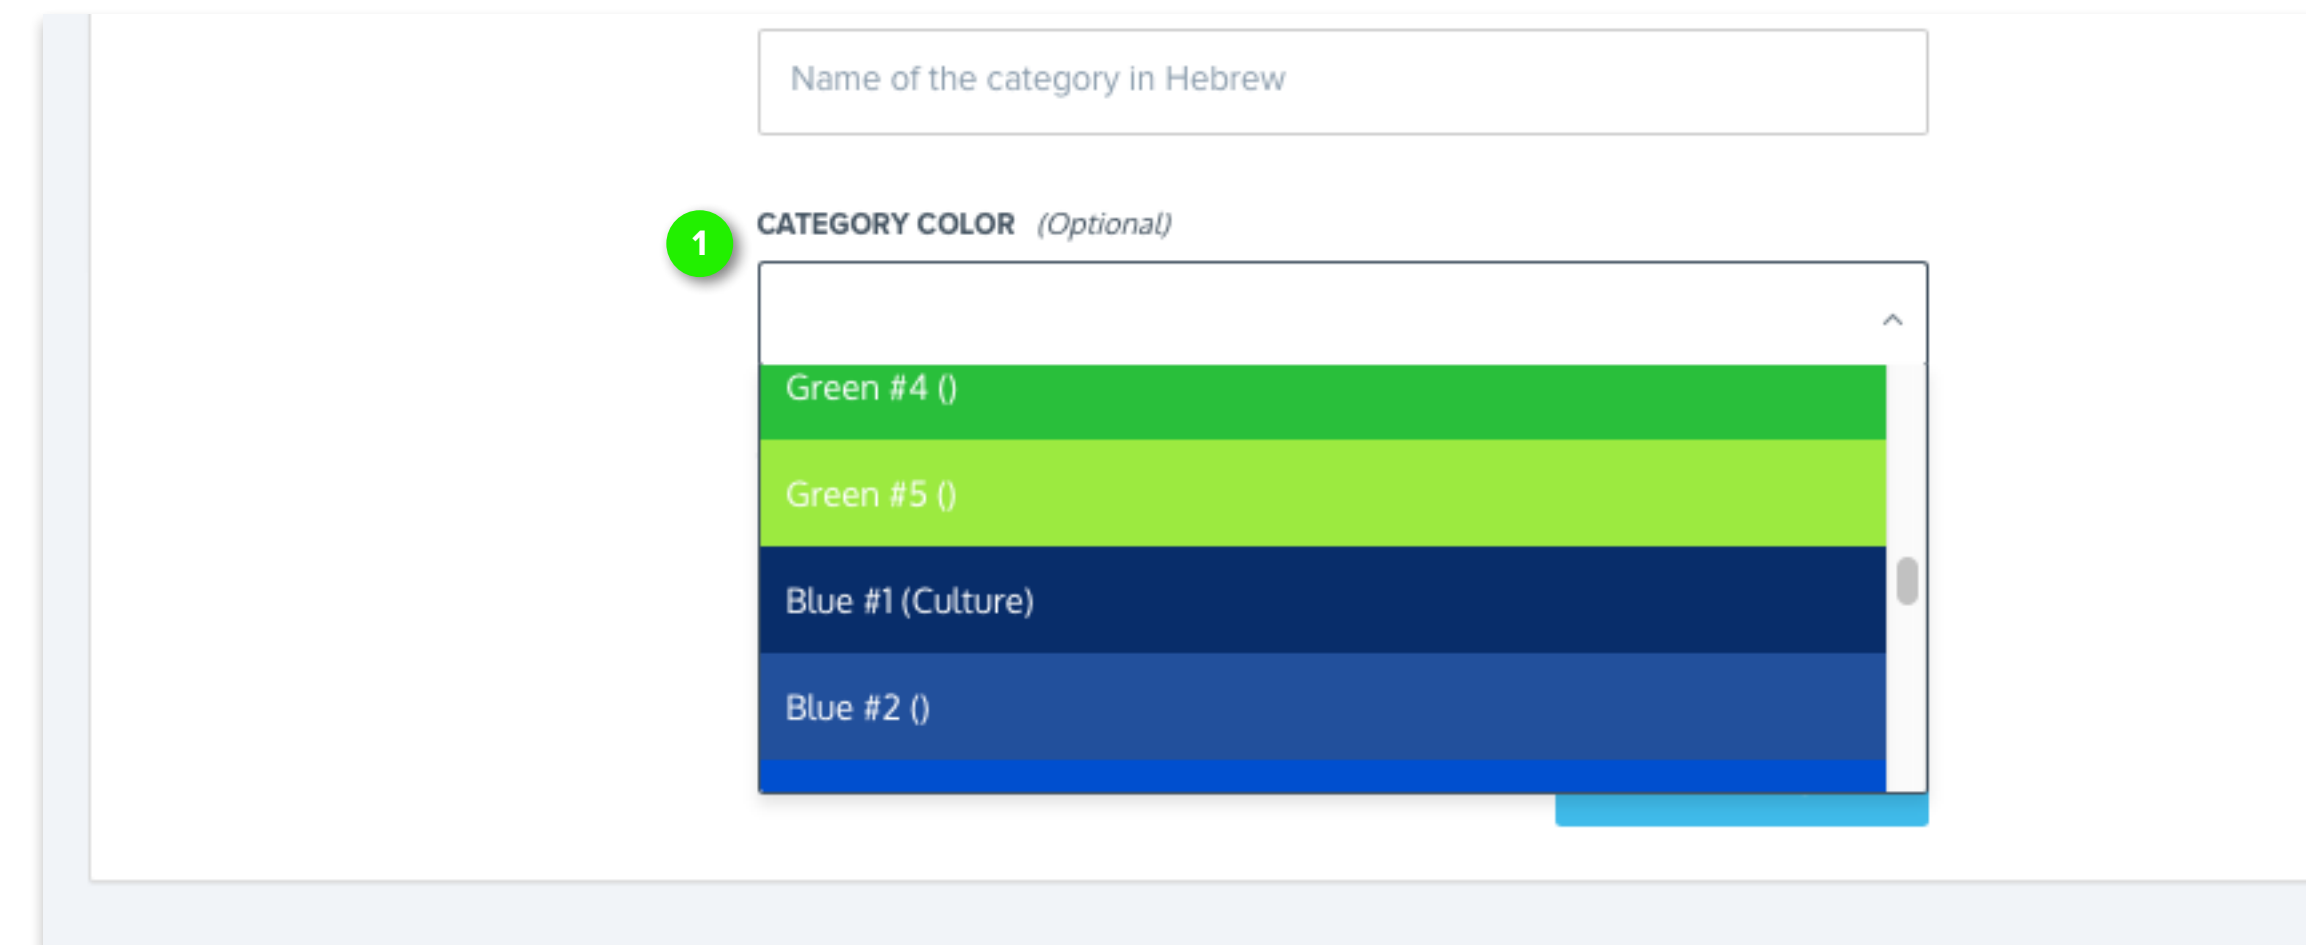 Name of the category in Hebrew
1
CATEGORY COLOR (Optional)
Green #4 ()
Green #5 ()
Blue #1 (Culture)
Blue #2 ()